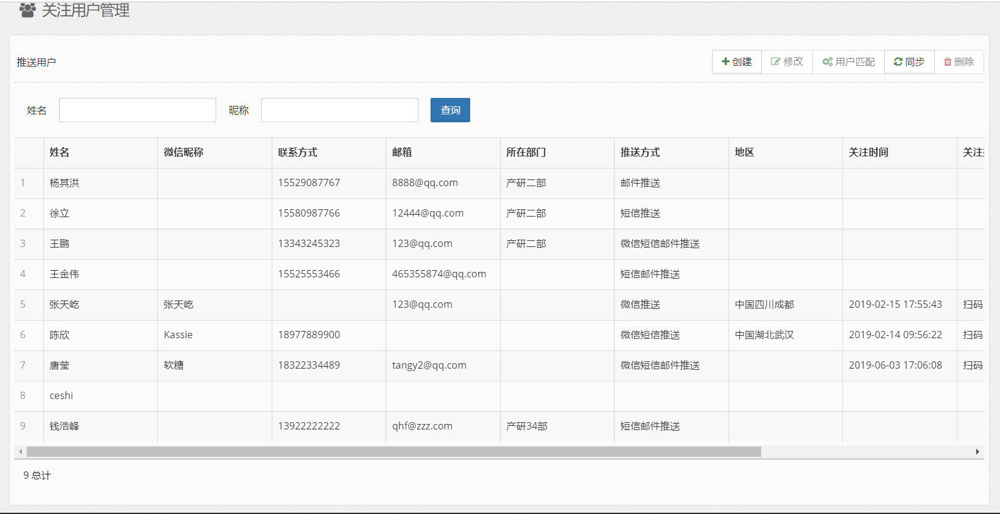 关注用户管理
推送用户
创建 修改 用户匹配 同步 删除
姓名 昵称 查询
姓名 微信昵称 联系方式 邮箱 所在部门 推送方式 地区 关注时间 关注
1 杨其洪 15529087767 8888@qq.com 产研二部 邮件推送
2 徐立 15580987766 12444@qq.com 产研二部 短信推送
3 王鹏 13343245323 123@qq.com 产研二部 微信短信邮件推送
4 王金伟 15525553466 465355874@qq.com 短信邮件推送
5 张天屹 张天屹 123@qq.com 微信推送 中国四川成都 2019-02-15 17:55:43 扫码
6 陈欣 Kassie 18977889900 微信短信推送 中国湖北武汉 2019-02-14 09:56:22 扫码
7 唐莹 软糖 18322334489 tangy2@qq.com 微信短信邮件推送 2019-06-03 17:06:08 扫码
8 ceshi
9 钱浩峰 13922222222 qhf@zzz.com 产研34部 短信邮件推送
9 总计